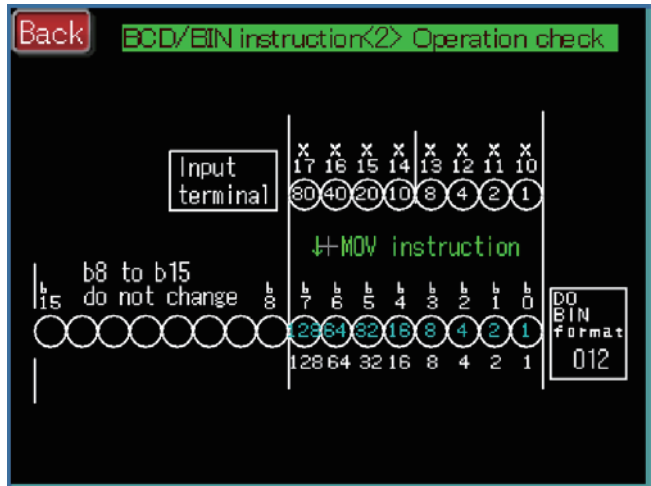 Back
BCD/BIN instruction<2> Operation check
X X X X X X X X
17 16 15 14 13 12 11 10
Input
terminal
80 40 20 10 8 4 2 1
MOV instruction
b8 to b15
do not change
b b b b b b b b b b
15 8 7 6 5 4 3 2 1 0
128 64 32 16 8 4 2 1
128 64 32 16 8 4 2 1
D0
BIN
format
012